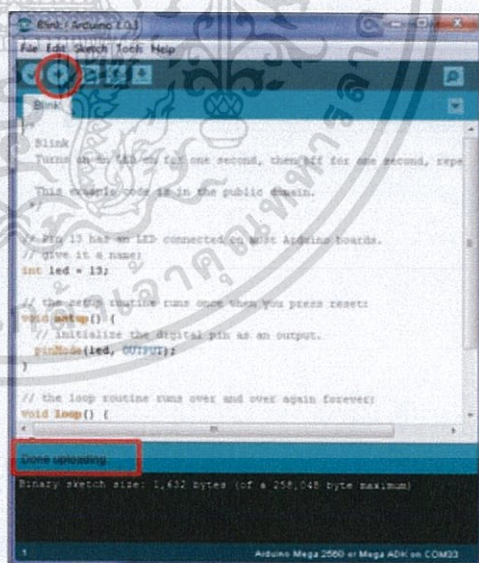 Blink | Arduino 1.0.1
File Edit Sketch Tools Help
Blink
/*
Blink
Turns on an LED on for one second, then off for one second, repe
This example code is in the public domain.
*/
// Pin 13 has an LED connected on most Arduino boards.
// give it a name:
int led = 13;
// the setup routine runs once when you press reset:
void setup() {
// initialize the digital pin as an output.
pinMode(led, OUTPUT);
}
// the loop routine runs over and over again forever:
void loop() {
Done uploading.
Binary sketch size: 1,632 bytes (of a 258,048 byte maximum)
1
Arduino Mega 2560 or Mega ADK on COM33